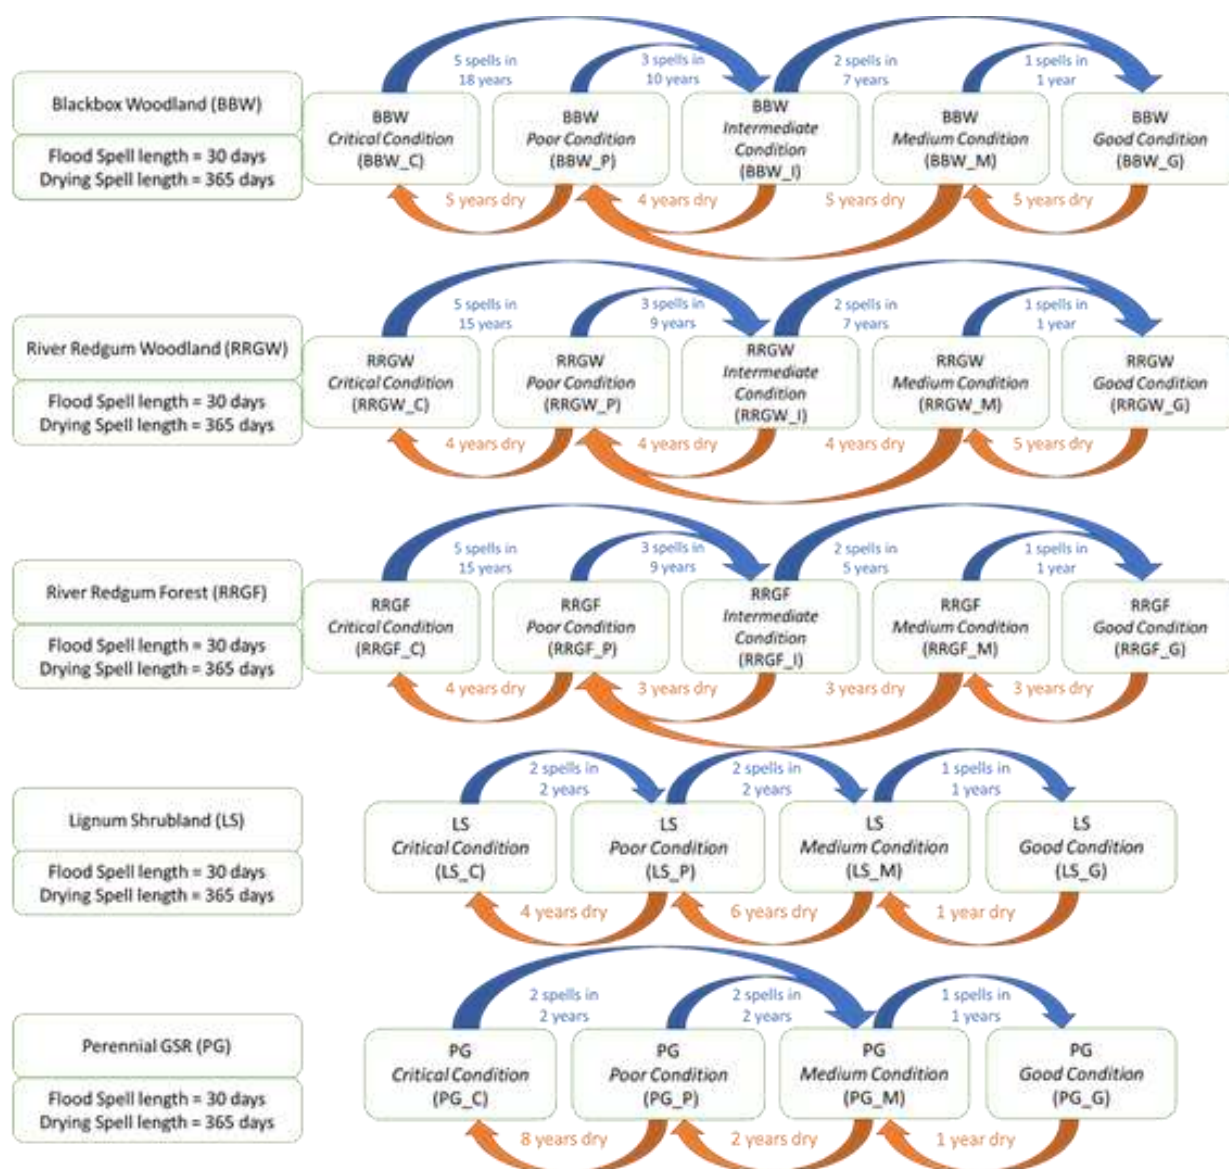 5 spells in
18 years
3 spells in
10 years
2 spells in
7 years
1 spells in
1 year
Blackbox Woodland (BBW)
Flood Spell length = 30 days
Drying Spell length = 365 days
BBW
Critical Condition
(BBW_C)
BBW
Poor Condition
(BBW_P)
BBW
Intermediate
Condition
(BBW_I)
BBW
Medium Condition
(BBW_M)
BBW
Good Condition
(BBW_G)
5 years dry
4 years dry
5 years dry
5 years dry
5 spells in
15 years
3 spells in
9 years
2 spells in
7 years
1 spells in
1 year
River Redgum Woodland (RRGW)
Flood Spell length = 30 days
Drying Spell length = 365 days
RRGW
Critical Condition
(RRGW_C)
RRGW
Poor Condition
(RRGW_P)
RRGW
Intermediate
Condition
(RRGW_I)
RRGW
Medium Condition
(RRGW_M)
RRGW
Good Condition
(RRGW_G)
4 years dry
4 years dry
4 years dry
5 years dry
5 spells in
15 years
3 spells in
9 years
2 spells in
5 years
1 spells in
1 year
River Redgum Forest (RRGF)
Flood Spell length = 30 days
Drying Spell length = 365 days
RRGF
Critical Condition
(RRGF_C)
RRGF
Poor Condition
(RRGF_P)
RRGF
Intermediate
Condition
(RRGF_I)
RRGF
Medium Condition
(RRGF_M)
RRGF
Good Condition
(RRGF_G)
4 years dry
3 years dry
3 years dry
3 years dry
2 spells in
2 years
2 spells in
2 years
1 spells in
1 years
Lignum Shrubland (LS)
Flood Spell length = 30 days
Drying Spell length = 365 days
LS
Critical Condition
(LS_C)
LS
Poor Condition
(LS_P)
LS
Medium Condition
(LS_M)
LS
Good Condition
(LS_G)
4 years dry
6 years dry
1 year dry
2 spells in
2 years
2 spells in
2 years
1 spells in
1 years
Perennial GSR (PG)
Flood Spell length = 30 days
Drying Spell length = 365 days
PG
Critical Condition
(PG_C)
PG
Poor Condition
(PG_P)
PG
Medium Condition
(PG_M)
PG
Good Condition
(PG_G)
8 years dry
2 years dry
1 year dry